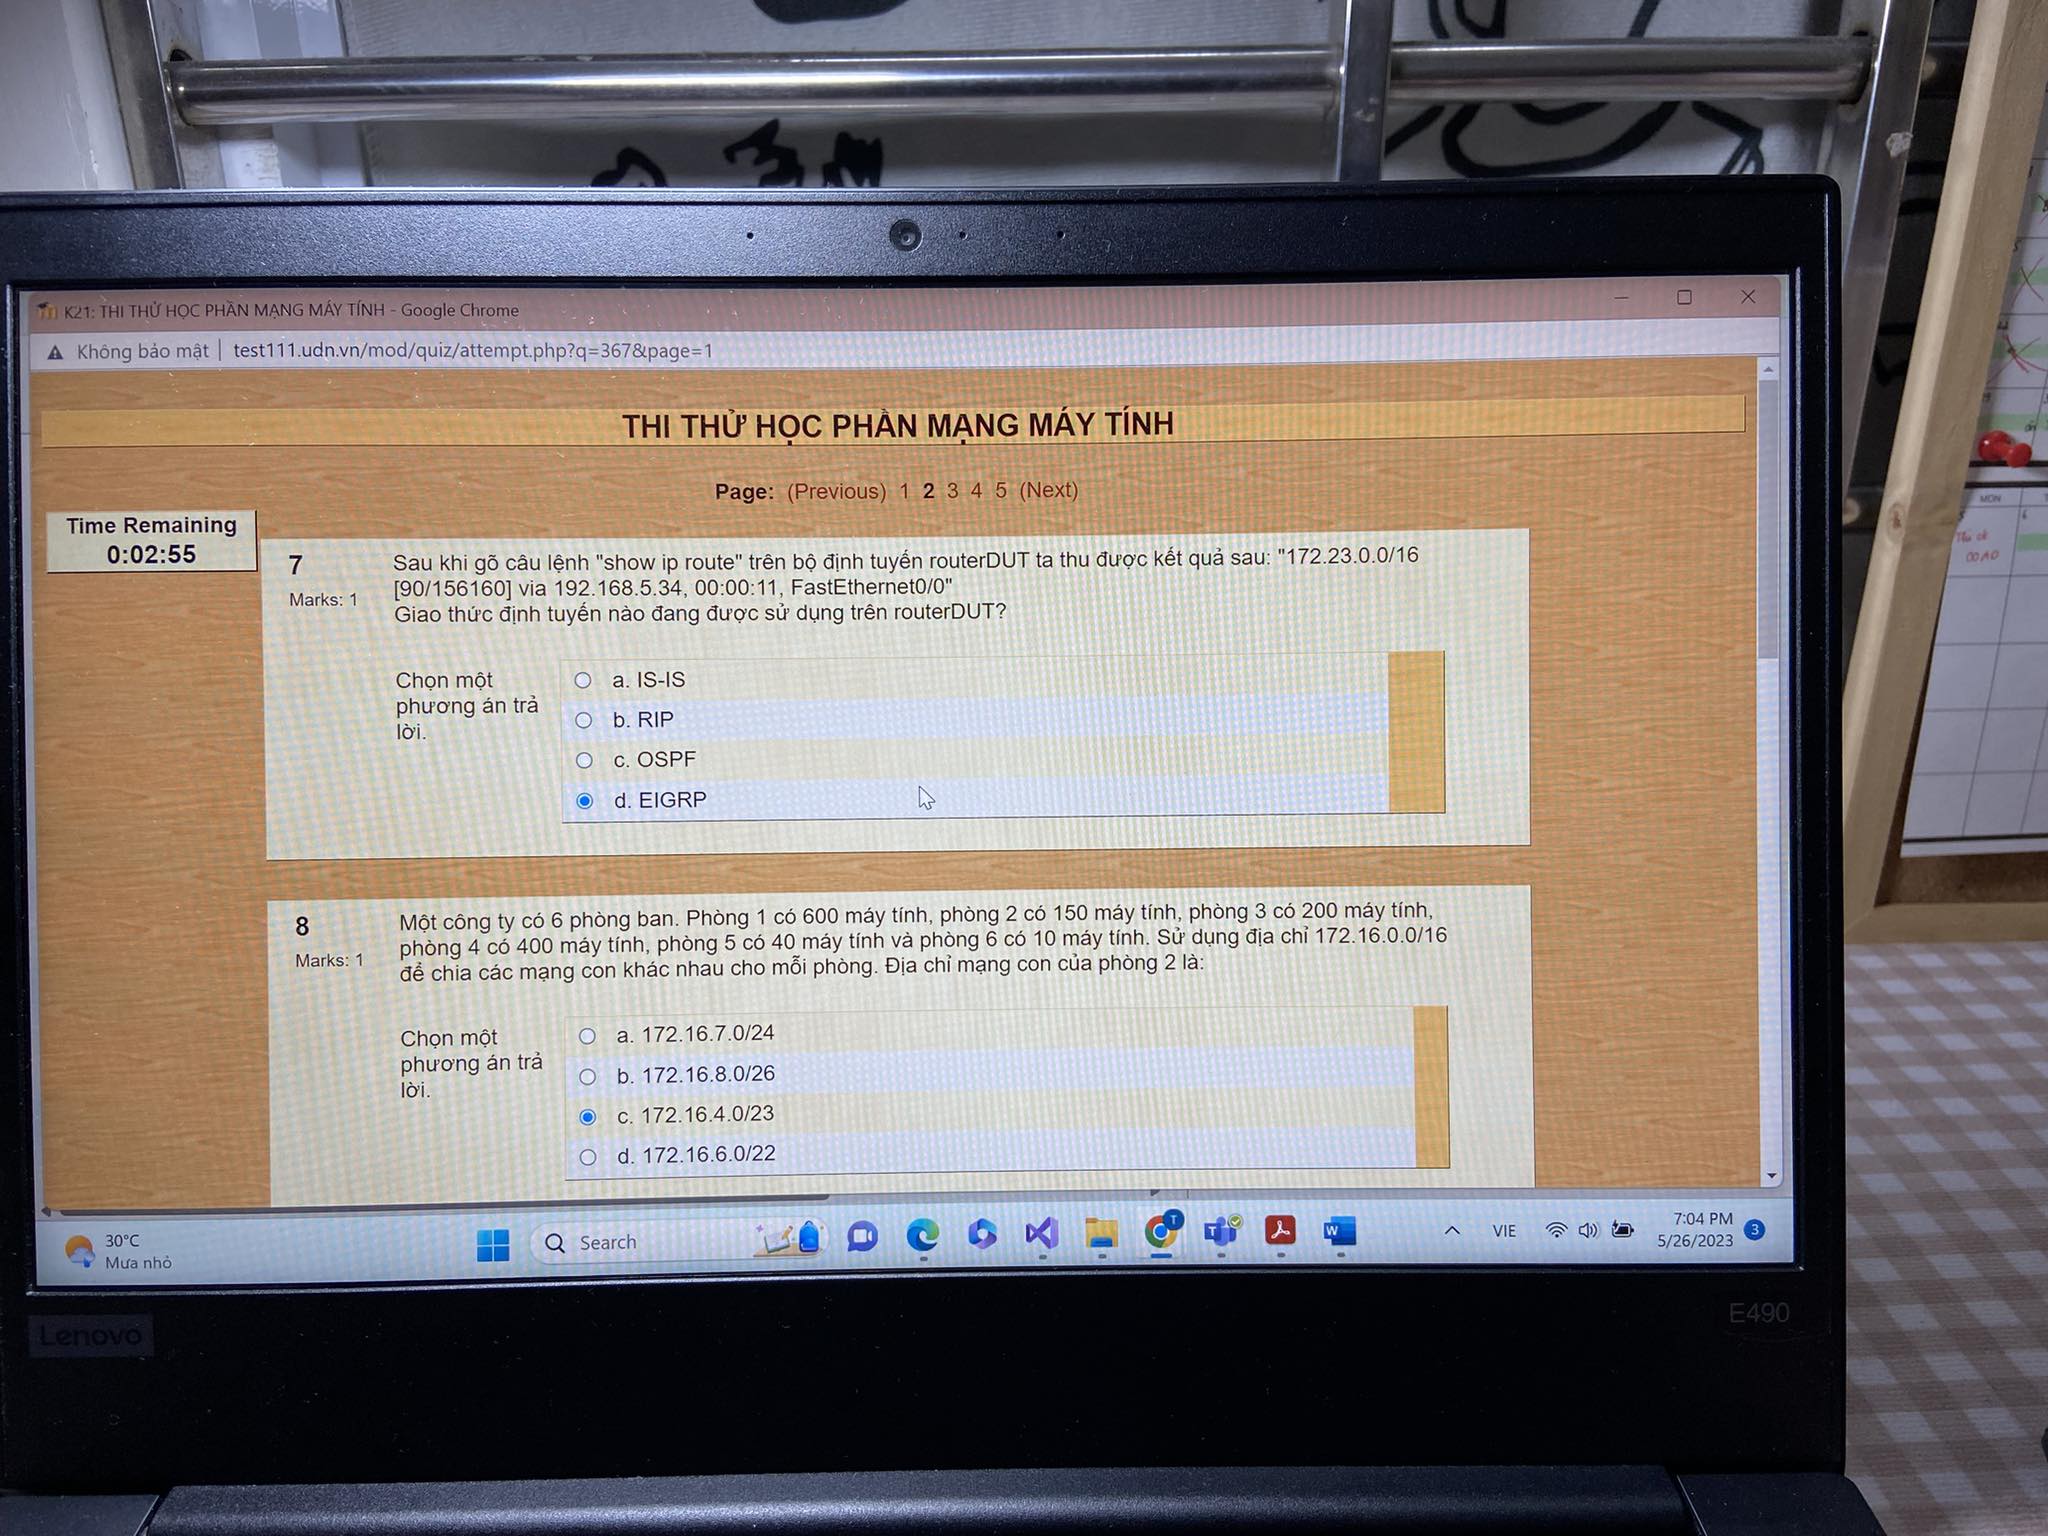 K21: THI THỬ HỌC PHẦN MẠNG MÁY TÍNH - Google Chrome
Không bảo mật | test111.udn.vn/mod/quiz/attempt.php?q=367&page=1
THI THỬ HỌC PHẦN MẠNG MÁY TÍNH
Page: (Previous) 1 2 3 4 5 (Next)
Time Remaining
0:02:55
7
Marks: 1
Sau khi gõ câu lệnh "show ip route" trên bộ định tuyến routerDUT ta thu được kết quả sau: "172.23.0.0/16
[90/156160] via 192.168.5.34, 00:00:11, FastEthernet0/0"
Giao thức định tuyến nào đang được sử dụng trên routerDUT?
Chọn một
phương án trả
lời.
a. IS-IS
b. RIP
c. OSPF
d. EIGRP
8
Marks: 1
Một công ty có 6 phòng ban. Phòng 1 có 600 máy tính, phòng 2 có 150 máy tính, phòng 3 có 200 máy tính,
phòng 4 có 400 máy tính, phòng 5 có 40 máy tính và phòng 6 có 10 máy tính. Sử dụng địa chỉ 172.16.0.0/16
để chia các mạng con khác nhau cho mỗi phòng. Địa chỉ mạng con của phòng 2 là:
Chọn một
phương án trả
lời.
a. 172.16.7.0/24
b. 172.16.8.0/26
c. 172.16.4.0/23
d. 172.16.6.0/22
30°C
Mưa nhỏ
Search
VIE
7:04 PM
5/26/2023
3
Lenovo
E490
MON